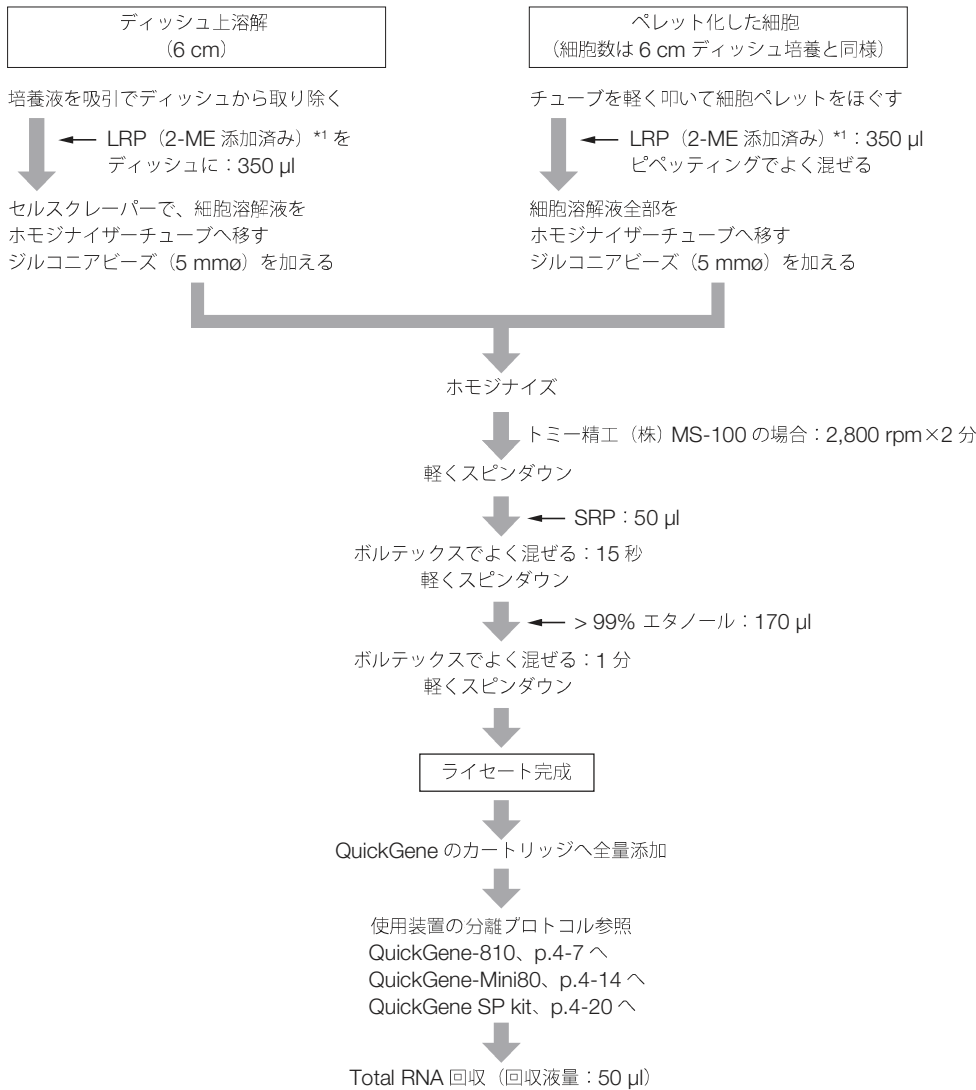 ディッシュ上溶解
（6 cm）
培養液を吸引でディッシュから取り除く
LRP（2-ME 添加済み）*1 を
ディッシュに：350 µl
セルスクレーパーで、細胞溶解液を
ホモジナイザーチューブへ移す
ジルコニアビーズ（5 mmø）を加える
ペレット化した細胞
（細胞数は 6 cm ディッシュ培養と同様）
チューブを軽く叩いて細胞ペレットをほぐす
LRP（2-ME 添加済み）*1：350 µl
ピペッティングでよく混ぜる
細胞溶解液全部を
ホモジナイザーチューブへ移す
ジルコニアビーズ（5 mmø）を加える
ホモジナイズ
トミー精工（株）MS-100 の場合：2,800 rpm×2 分
軽くスピンダウン
SRP：50 µl
ボルテックスでよく混ぜる：15 秒
軽くスピンダウン
> 99% エタノール：170 µl
ボルテックスでよく混ぜる：1 分
軽くスピンダウン
ライセート完成
QuickGene のカートリッジへ全量添加
使用装置の分離プロトコル参照
QuickGene-810、p.4-7 へ
QuickGene-Mini80、p.4-14 へ
QuickGene SP kit、p.4-20 へ
Total RNA 回収（回収液量：50 µl）